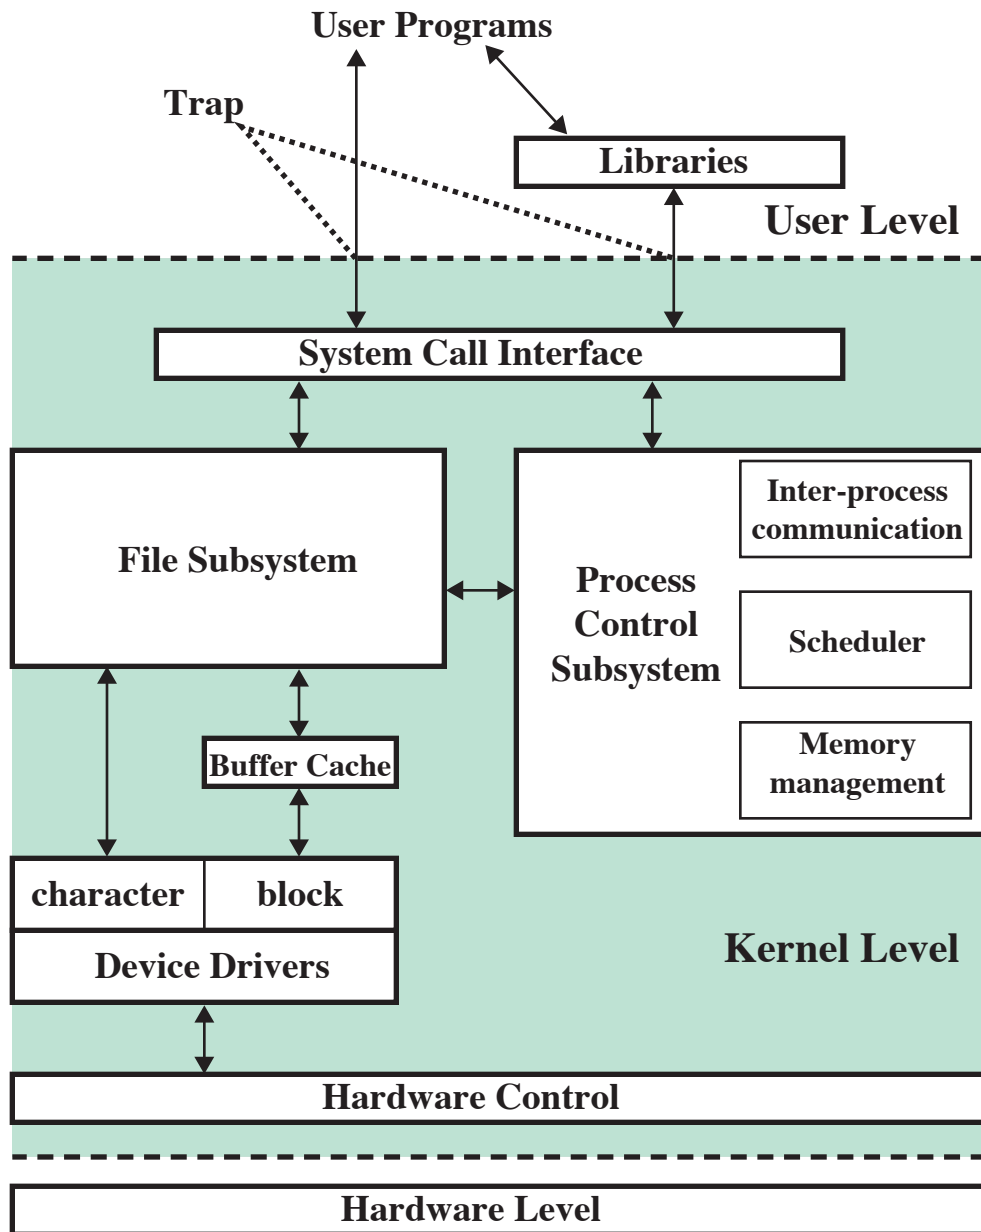 User Programs
Trap
Libraries
User Level
System Call Interface
File Subsystem
Process
Control
Subsystem
Inter-process
communication
Scheduler
Memory
management
Buffer Cache
character
block
Device Drivers
Kernel Level
Hardware Control
Hardware Level